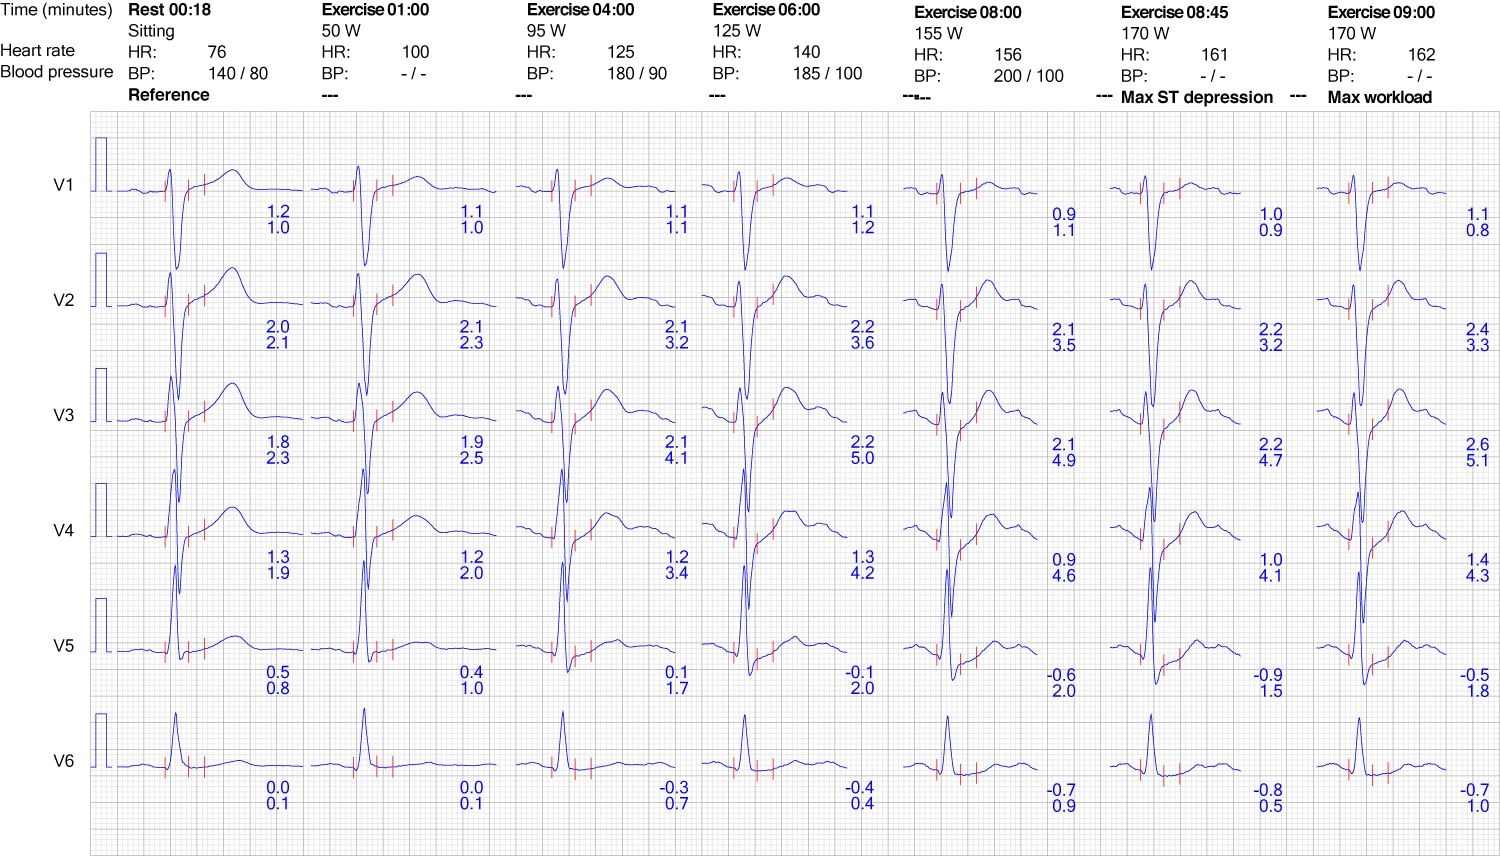 Time (minutes) Rest 00:18 Exercise 01:00 Exercise 04:00 Exercise 06:00 Exercise 08:00 Exercise 08:45 Exercise 09:00
Sitting 50 W 95 W 125 W 155 W 170 W 170 W
Heart rate HR: 76 HR: 100 HR: 125 HR: 140 HR: 156 HR: 161 HR: 162
Blood pressure BP: 140 / 80 BP: - / - BP: 180 / 90 BP: 185 / 100 BP: 200 / 100 BP: - / - BP: - / -
Reference --- --- --- --- --- --- Max ST depression --- Max workload
V1
1.2 1.1 1.1 1.1 0.9 1.0 1.1
1.0 1.0 1.1 1.2 1.1 0.9 0.8
V2
2.0 2.1 2.1 2.2 2.1 2.2 2.4
2.1 2.3 3.2 3.6 3.5 3.2 3.3
V3
1.8 1.9 2.1 2.2 2.1 2.2 2.6
2.3 2.5 4.1 5.0 4.9 4.7 5.1
V4
1.3 1.2 1.2 1.3 0.9 1.0 1.4
1.9 2.0 3.4 4.2 4.6 4.1 4.3
V5
0.5 0.4 0.1 -0.1 -0.6 -0.9 -0.5
0.8 1.0 1.7 2.0 2.0 1.5 1.8
V6
0.0 0.0 -0.3 -0.4 -0.7 -0.8 -0.7
0.1 0.1 0.7 0.4 0.9 0.5 1.0